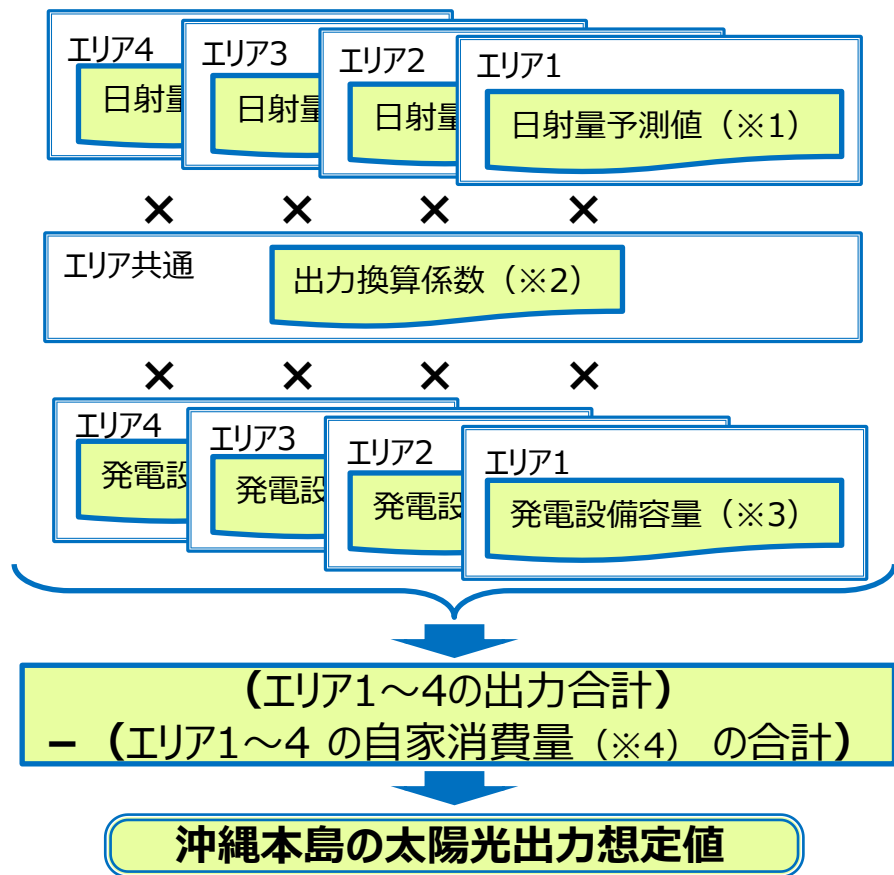 エリア4
日射量
エリア3
日射量
エリア2
日射量
エリア1
日射量予測値（※1）
× × × ×
エリア共通
出力換算係数（※2）
× × × ×
エリア4
発電設
エリア3
発電設
エリア2
発電設
エリア1
発電設備容量（※3）
(エリア1～4の出力合計)
− (エリア1～4 の自家消費量（※4） の合計)
沖縄本島の太陽光出力想定値